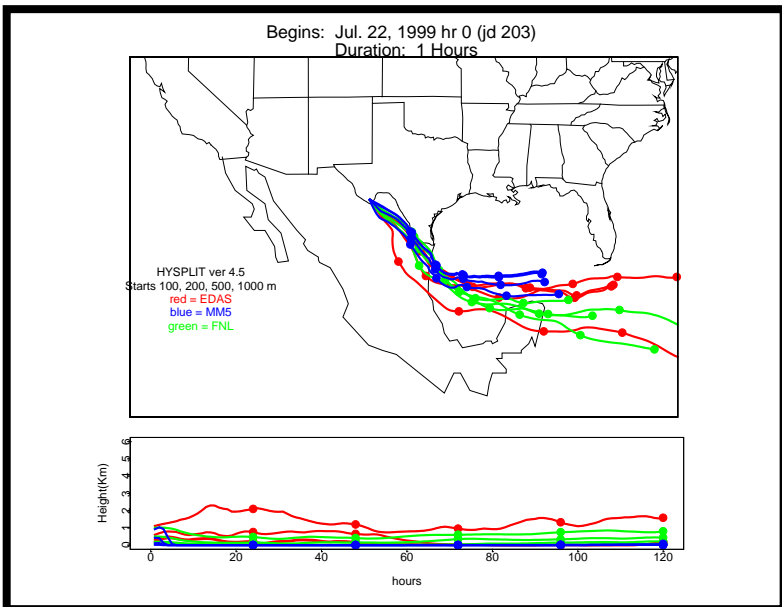 Begins: Jul. 22, 1999 hr 0 (jd 203)
Duration: 1 Hours
HYSPLIT ver 4.5
Starts 100, 200, 500, 1000 m
red = EDAS
blue = MM5
green = FNL
Height(Km)
6
5
4
3
2
1
0
0 20 40 60 80 100 120
hours